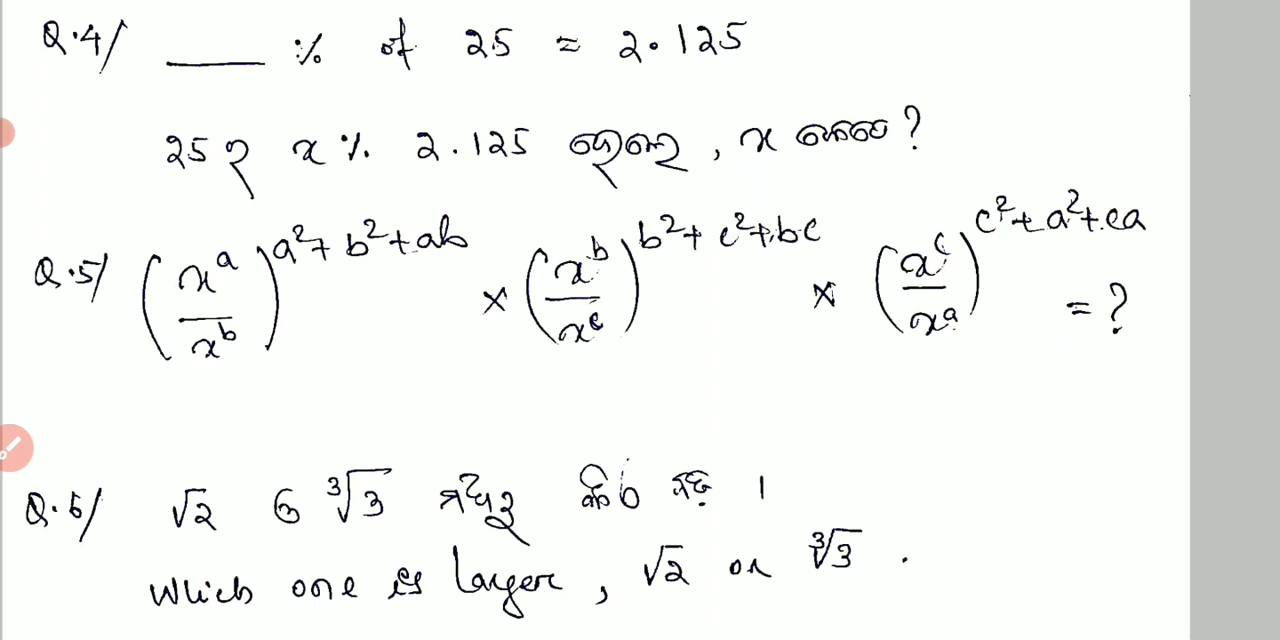 Q.4/ ____ % of 25 = 2.125
25ର x % 2.125 ହେଲେ, x କେତେ ?
Q.5/ (x^a/x^b)^(a²+b²+ab) × (x^b/x^c)^(b²+c²+bc) × (x^c/x^a)^(c²+a²+ca) = ?
Q.6/ √2 ଓ ∛3 ମଧ୍ୟରୁ କିଏ ବଡ଼ ।
Which one is larger, √2 or ∛3 .